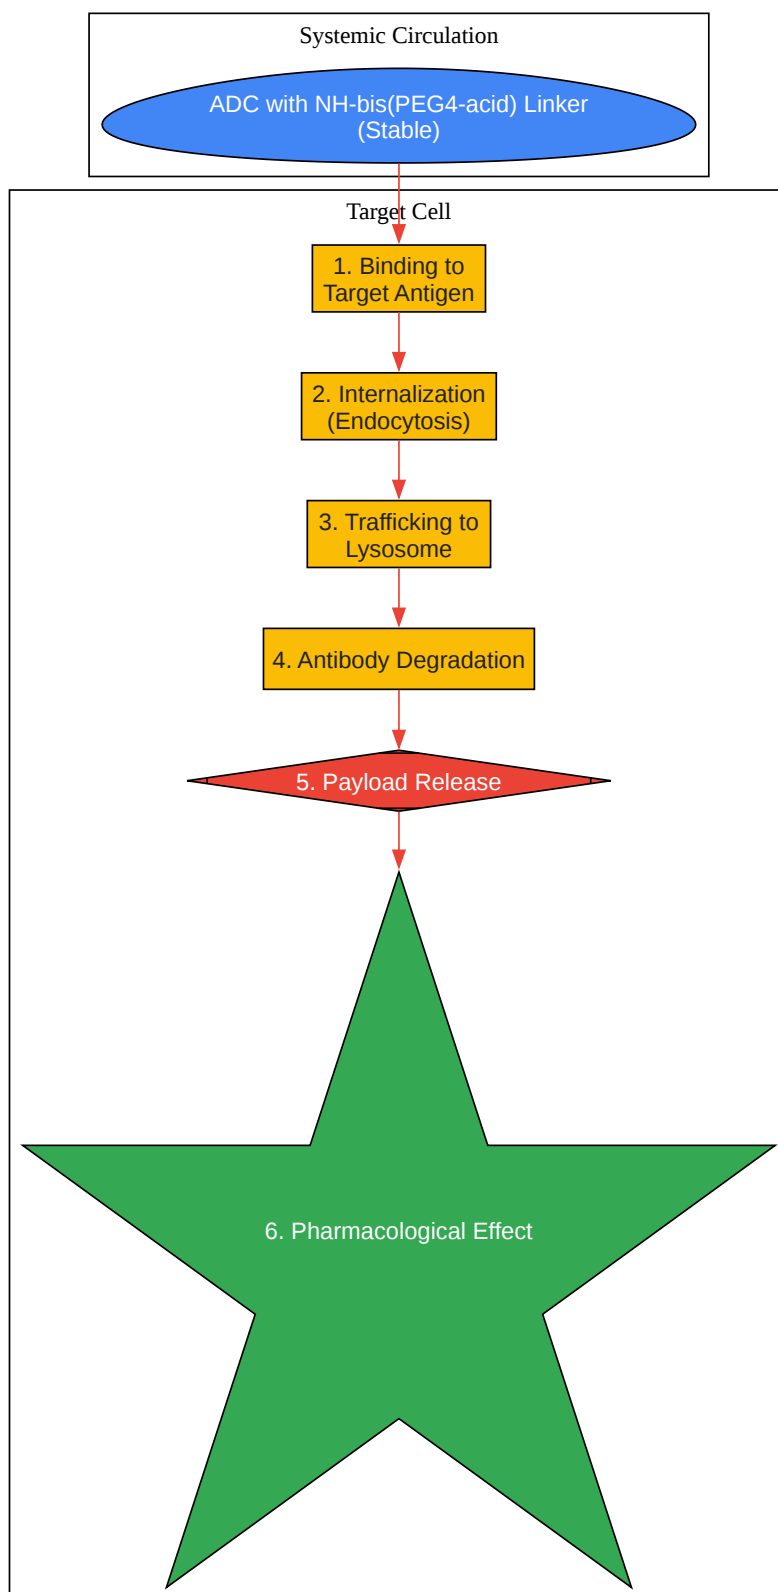 Systemic Circulation
ADC with NH-bis(PEG4-acid) Linker
(Stable)
Target Cell
1. Binding to
Target Antigen
2. Internalization
(Endocytosis)
3. Trafficking to
Lysosome
4. Antibody Degradation
5. Payload Release
6. Pharmacological Effect